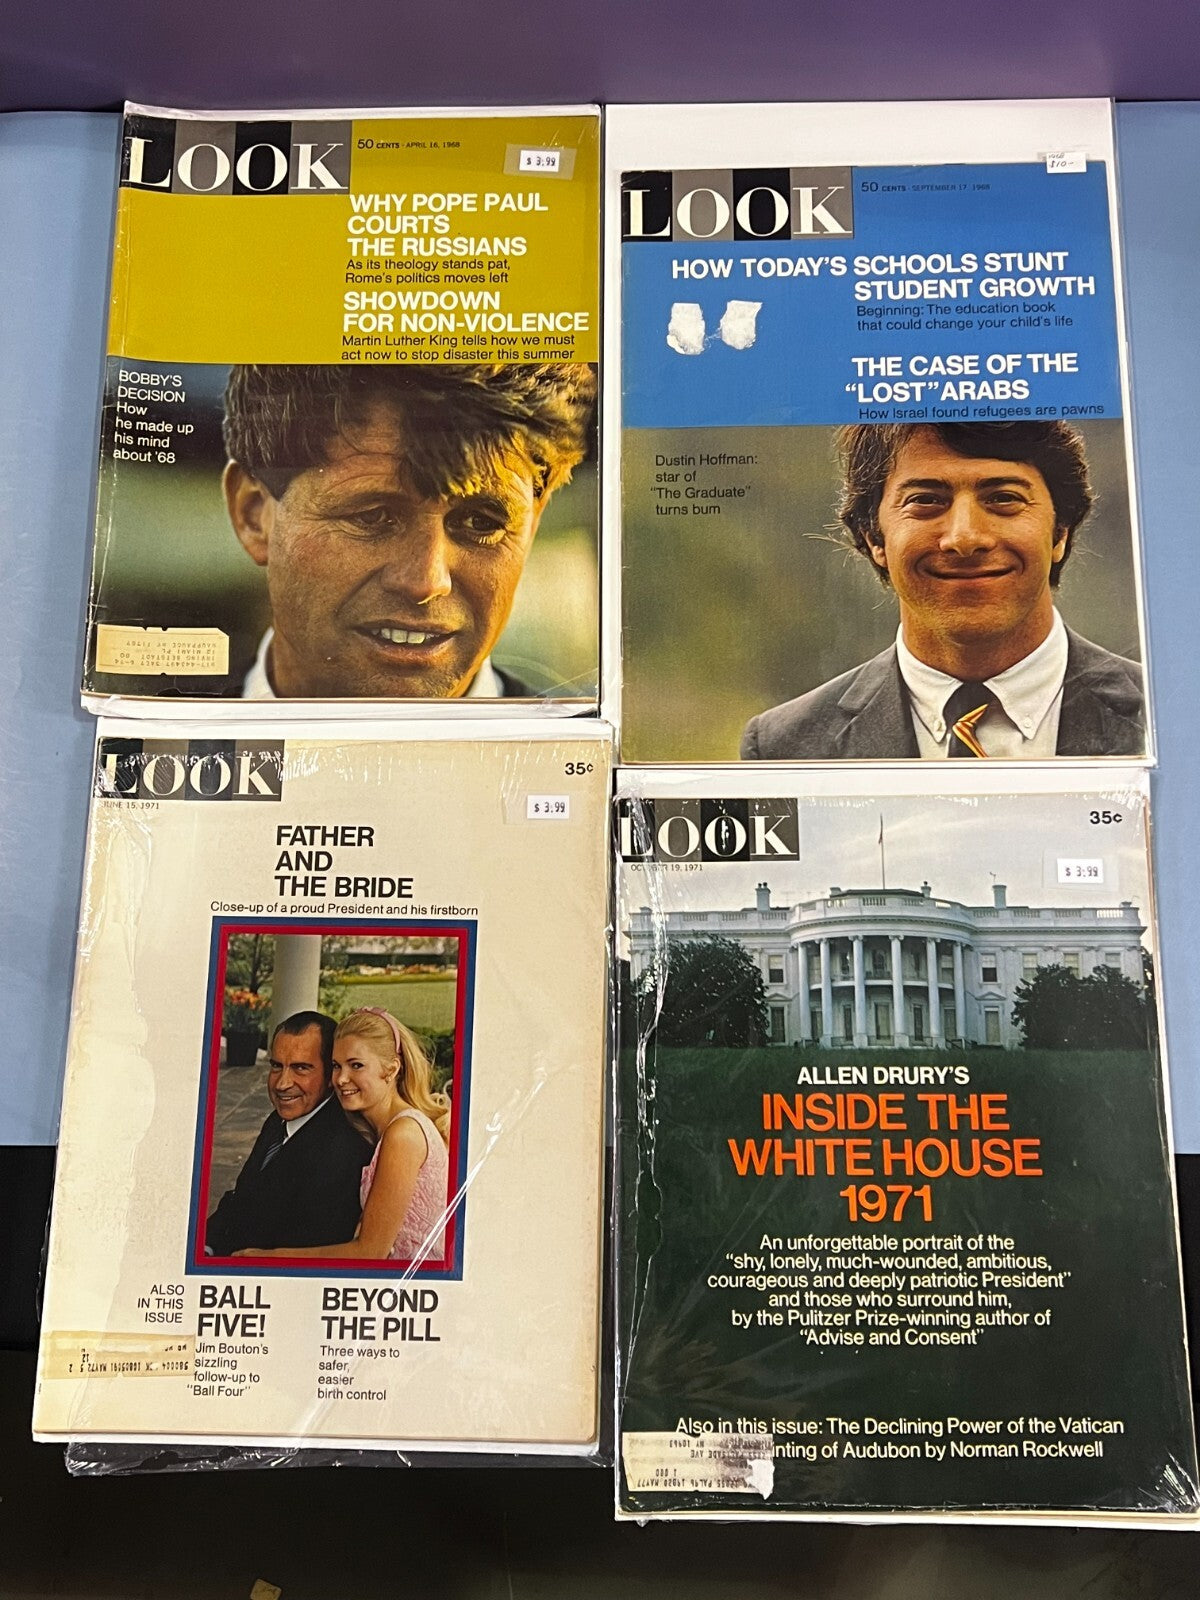 LOOK
50 CENTS · APRIL 16, 1968
$ 3.99
WHY POPE PAUL
COURTS
THE RUSSIANS
As its theology stands pat,
Rome's politics moves left
SHOWDOWN
FOR NON-VIOLENCE
Martin Luther King tells how we must
act now to stop disaster this summer
BOBBY'S
DECISION
How
he made up
his mind
about '68
LOOK
50 CENTS · SEPTEMBER 17, 1968
$10-
HOW TODAY'S SCHOOLS STUNT
STUDENT GROWTH
Beginning: The education book
that could change your child's life
THE CASE OF THE
"LOST" ARABS
How Israel found refugees are pawns
Dustin Hoffman:
star of
"The Graduate"
turns bum
LOOK
35¢
JUNE 15, 1971
$ 3.99
FATHER
AND
THE BRIDE
Close-up of a proud President and his firstborn
ALSO
IN THIS
ISSUE
BALL
FIVE!
Jim Bouton's
sizzling
follow-up to
"Ball Four"
BEYOND
THE PILL
Three ways to
safer,
easier
birth control
LOOK
35¢
OCTOBER 19, 1971
$ 3.99
ALLEN DRURY'S
INSIDE THE
WHITE HOUSE
1971
An unforgettable portrait of the
"shy, lonely, much-wounded, ambitious,
courageous and deeply patriotic President"
and those who surround him,
by the Pulitzer Prize-winning author of
"Advise and Consent"
Also in this issue: The Declining Power of the Vatican
nting of Audubon by Norman Rockwell